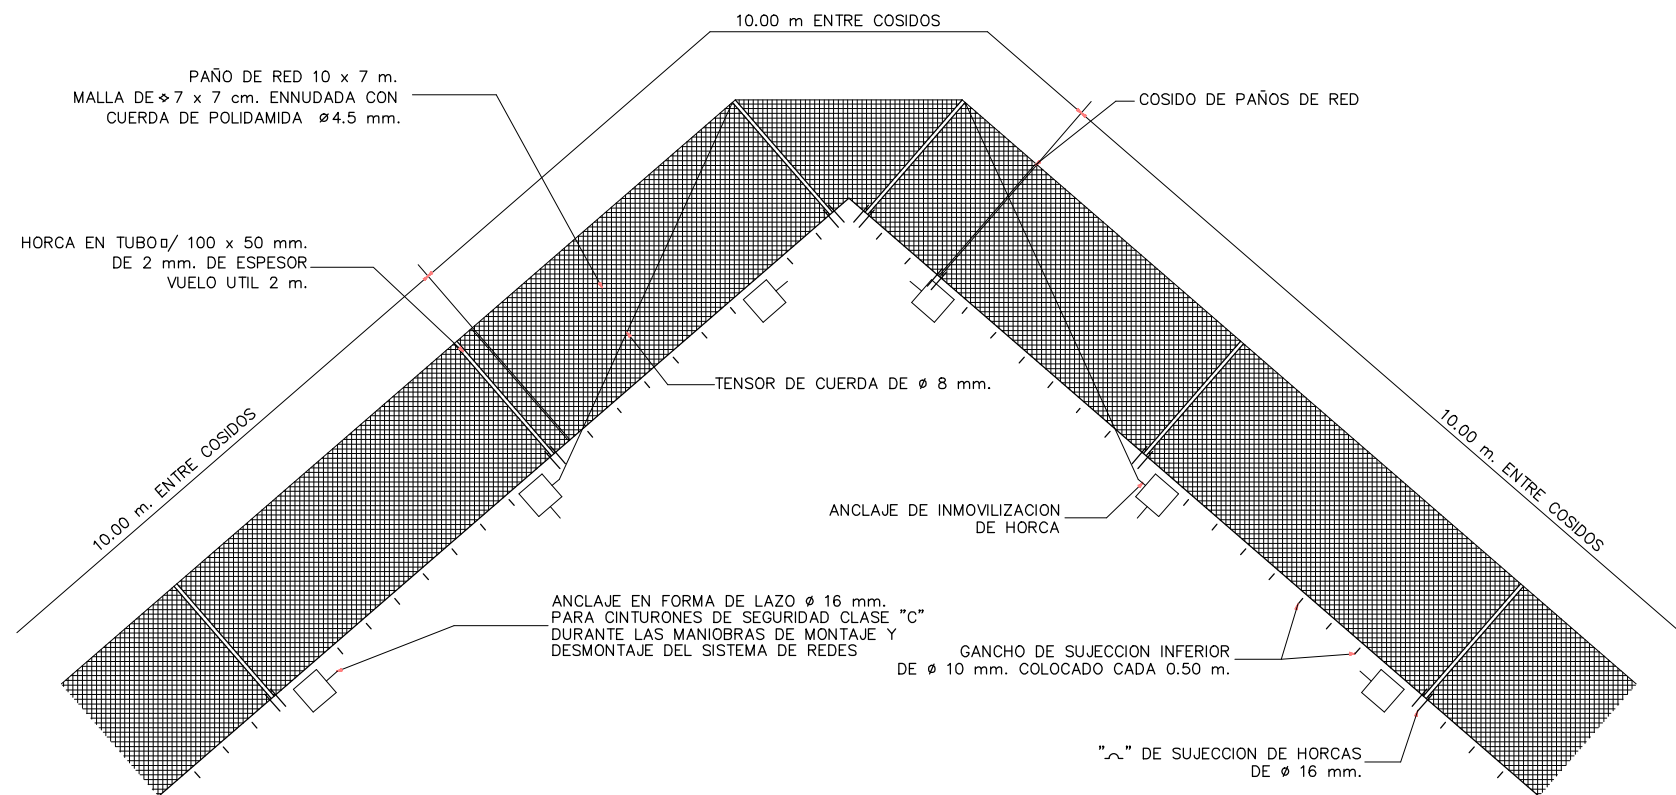 10.00 m ENTRE COSIDOS
PAÑO DE RED 10 x 7 m.
MALLA DE 7 x 7 cm. ENNUDADA CON
CUERDA DE POLIDAMIDA ø4.5 mm.
COSIDO DE PAÑOS DE RED
HORCA EN TUBO▯/ 100 x 50 mm.
DE 2 mm. DE ESPESOR
VUELO UTIL 2 m.
TENSOR DE CUERDA DE ø 8 mm.
10.00 m. ENTRE COSIDOS
10.00 m. ENTRE COSIDOS
ANCLAJE DE INMOVILIZACION
DE HORCA
ANCLAJE EN FORMA DE LAZO ø 16 mm.
PARA CINTURONES DE SEGURIDAD CLASE "C"
DURANTE LAS MANIOBRAS DE MONTAJE Y
DESMONTAJE DEL SISTEMA DE REDES
GANCHO DE SUJECCION INFERIOR
DE ø 10 mm. COLOCADO CADA 0.50 m.
" " DE SUJECCION DE HORCAS
DE ø 16 mm.